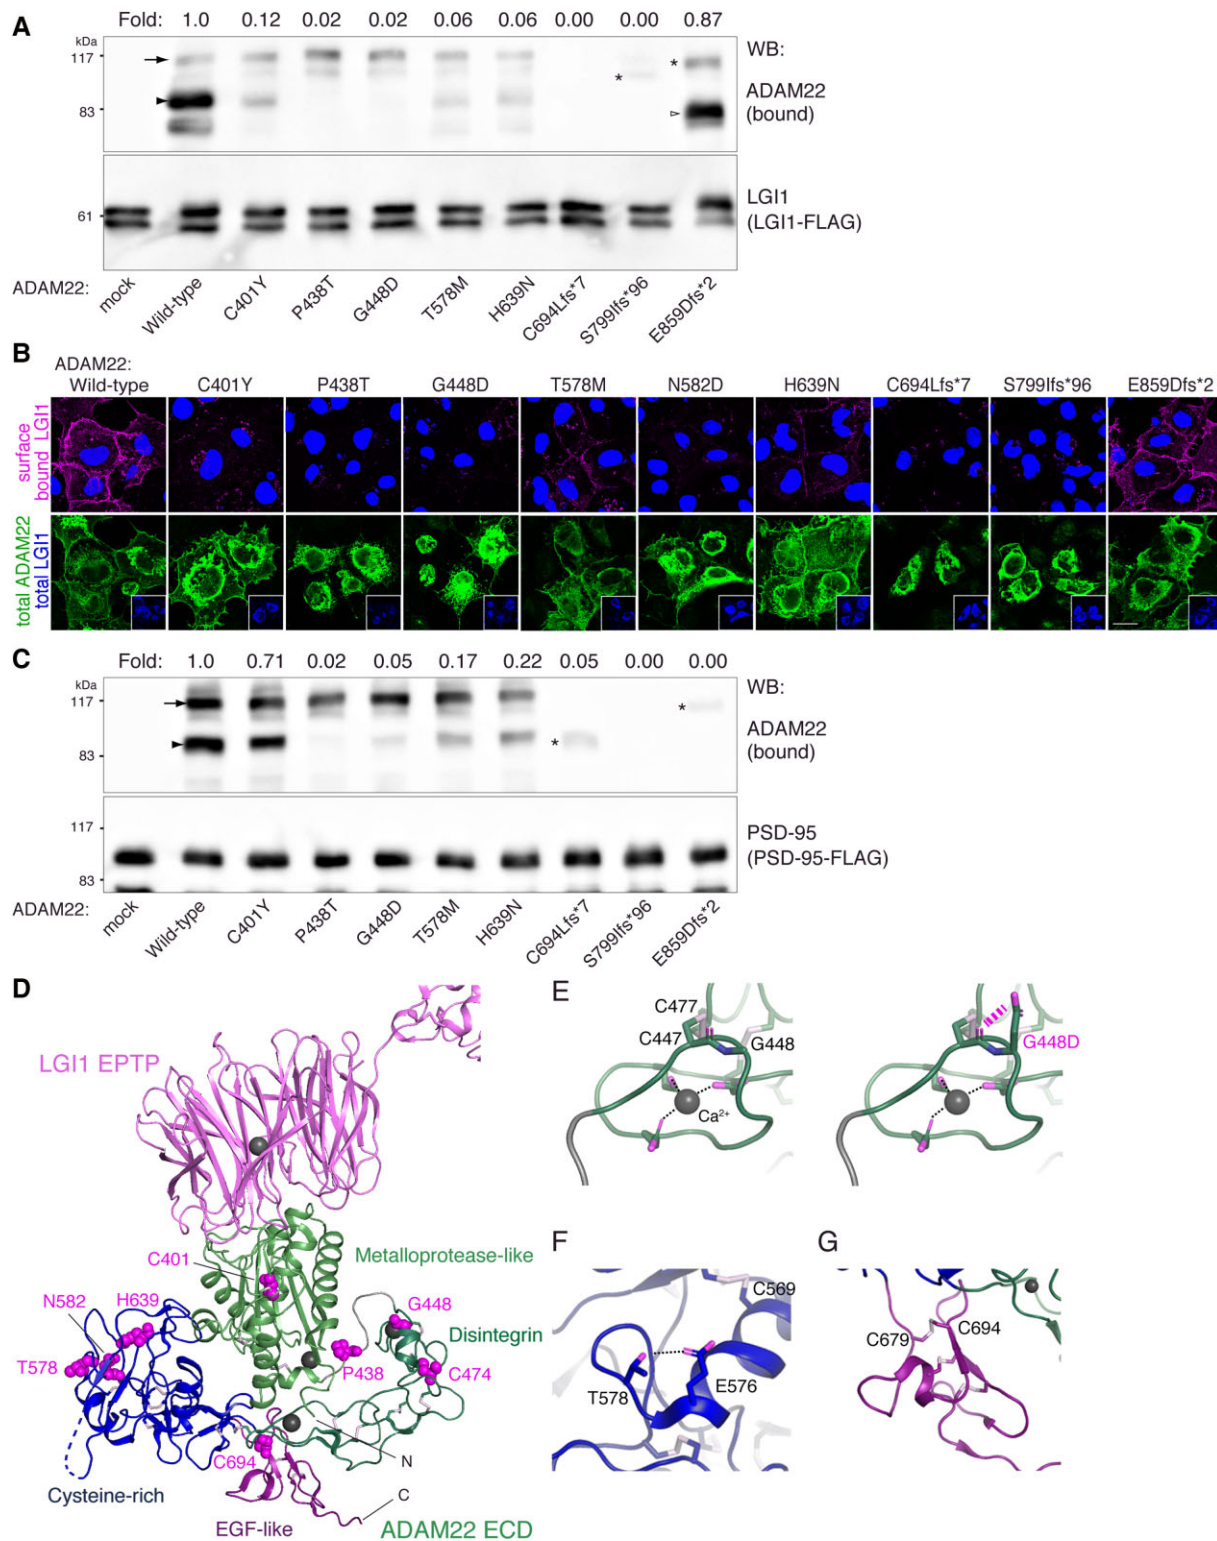 A
Fold: 1.0 0.12 0.02 0.02 0.06 0.06 0.00 0.00 0.87
kDa
117
83
*
*
WB:
ADAM22
(bound)
61
LGI1
(LGI1-FLAG)
ADAM22: mock Wild-type C401Y P438T G448D T578M H639N C694Lfs*7 S799Ifs*96 E859Dfs*2
B
ADAM22:
Wild-type C401Y P438T G448D T578M N582D H639N C694Lfs*7 S799Ifs*96 E859Dfs*2
surface
bound LGI1
total ADAM22
total LGI1
C
Fold: 1.0 0.71 0.02 0.05 0.17 0.22 0.05 0.00 0.00
kDa
117
83
*
*
WB:
ADAM22
(bound)
117
83
PSD-95
(PSD-95-FLAG)
ADAM22: mock Wild-type C401Y P438T G448D T578M H639N C694Lfs*7 S799Ifs*96 E859Dfs*2
D
LGI1 EPTP
Metalloprotease-like
C401
N582 H639
G448
Disintegrin
T578
P438
C474
C694
N
Cysteine-rich
C
EGF-like
ADAM22 ECD
E
C477
C447
G448
Ca²⁺
G448D
F
C569
T578
E576
G
C679
C694